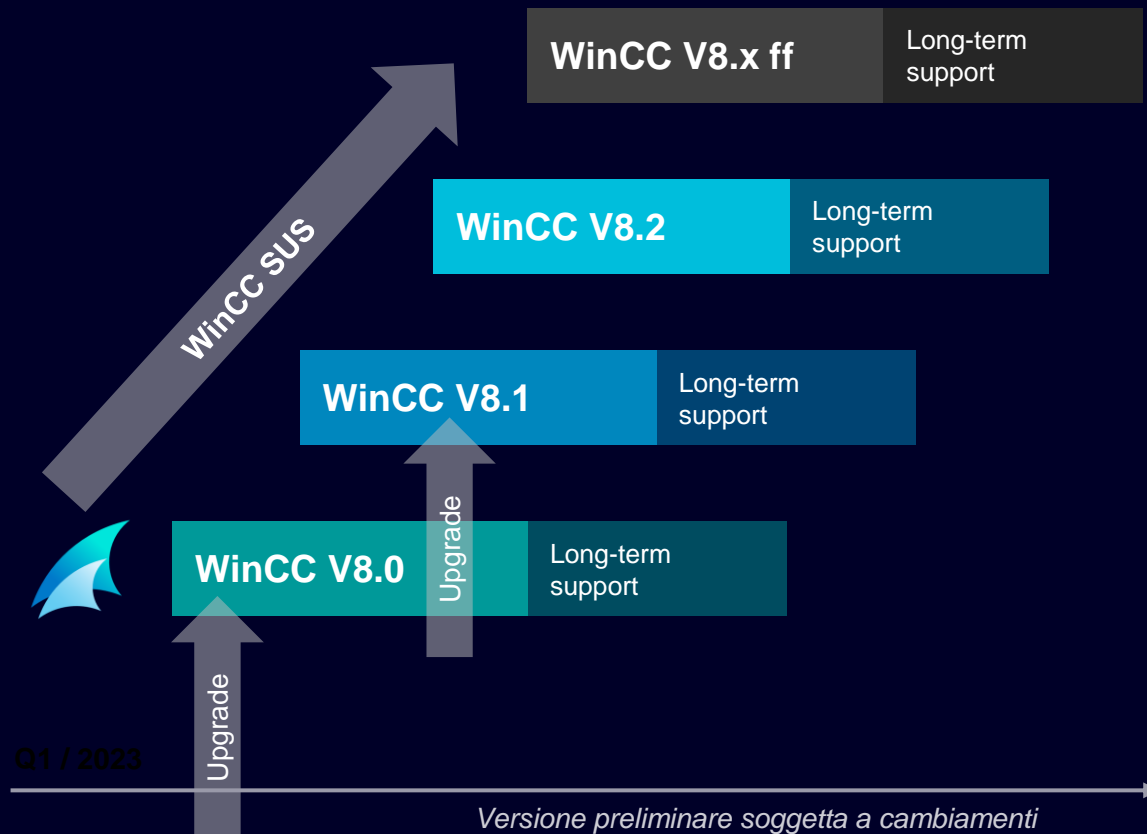 WinCC V8.x ff
Long-term
support
WinCC SUS
WinCC V8.2
Long-term
support
WinCC V8.1
Long-term
support
Upgrade
WinCC V8.0
Long-term
support
Upgrade
Q1 / 2023
Versione preliminare soggetta a cambiamenti